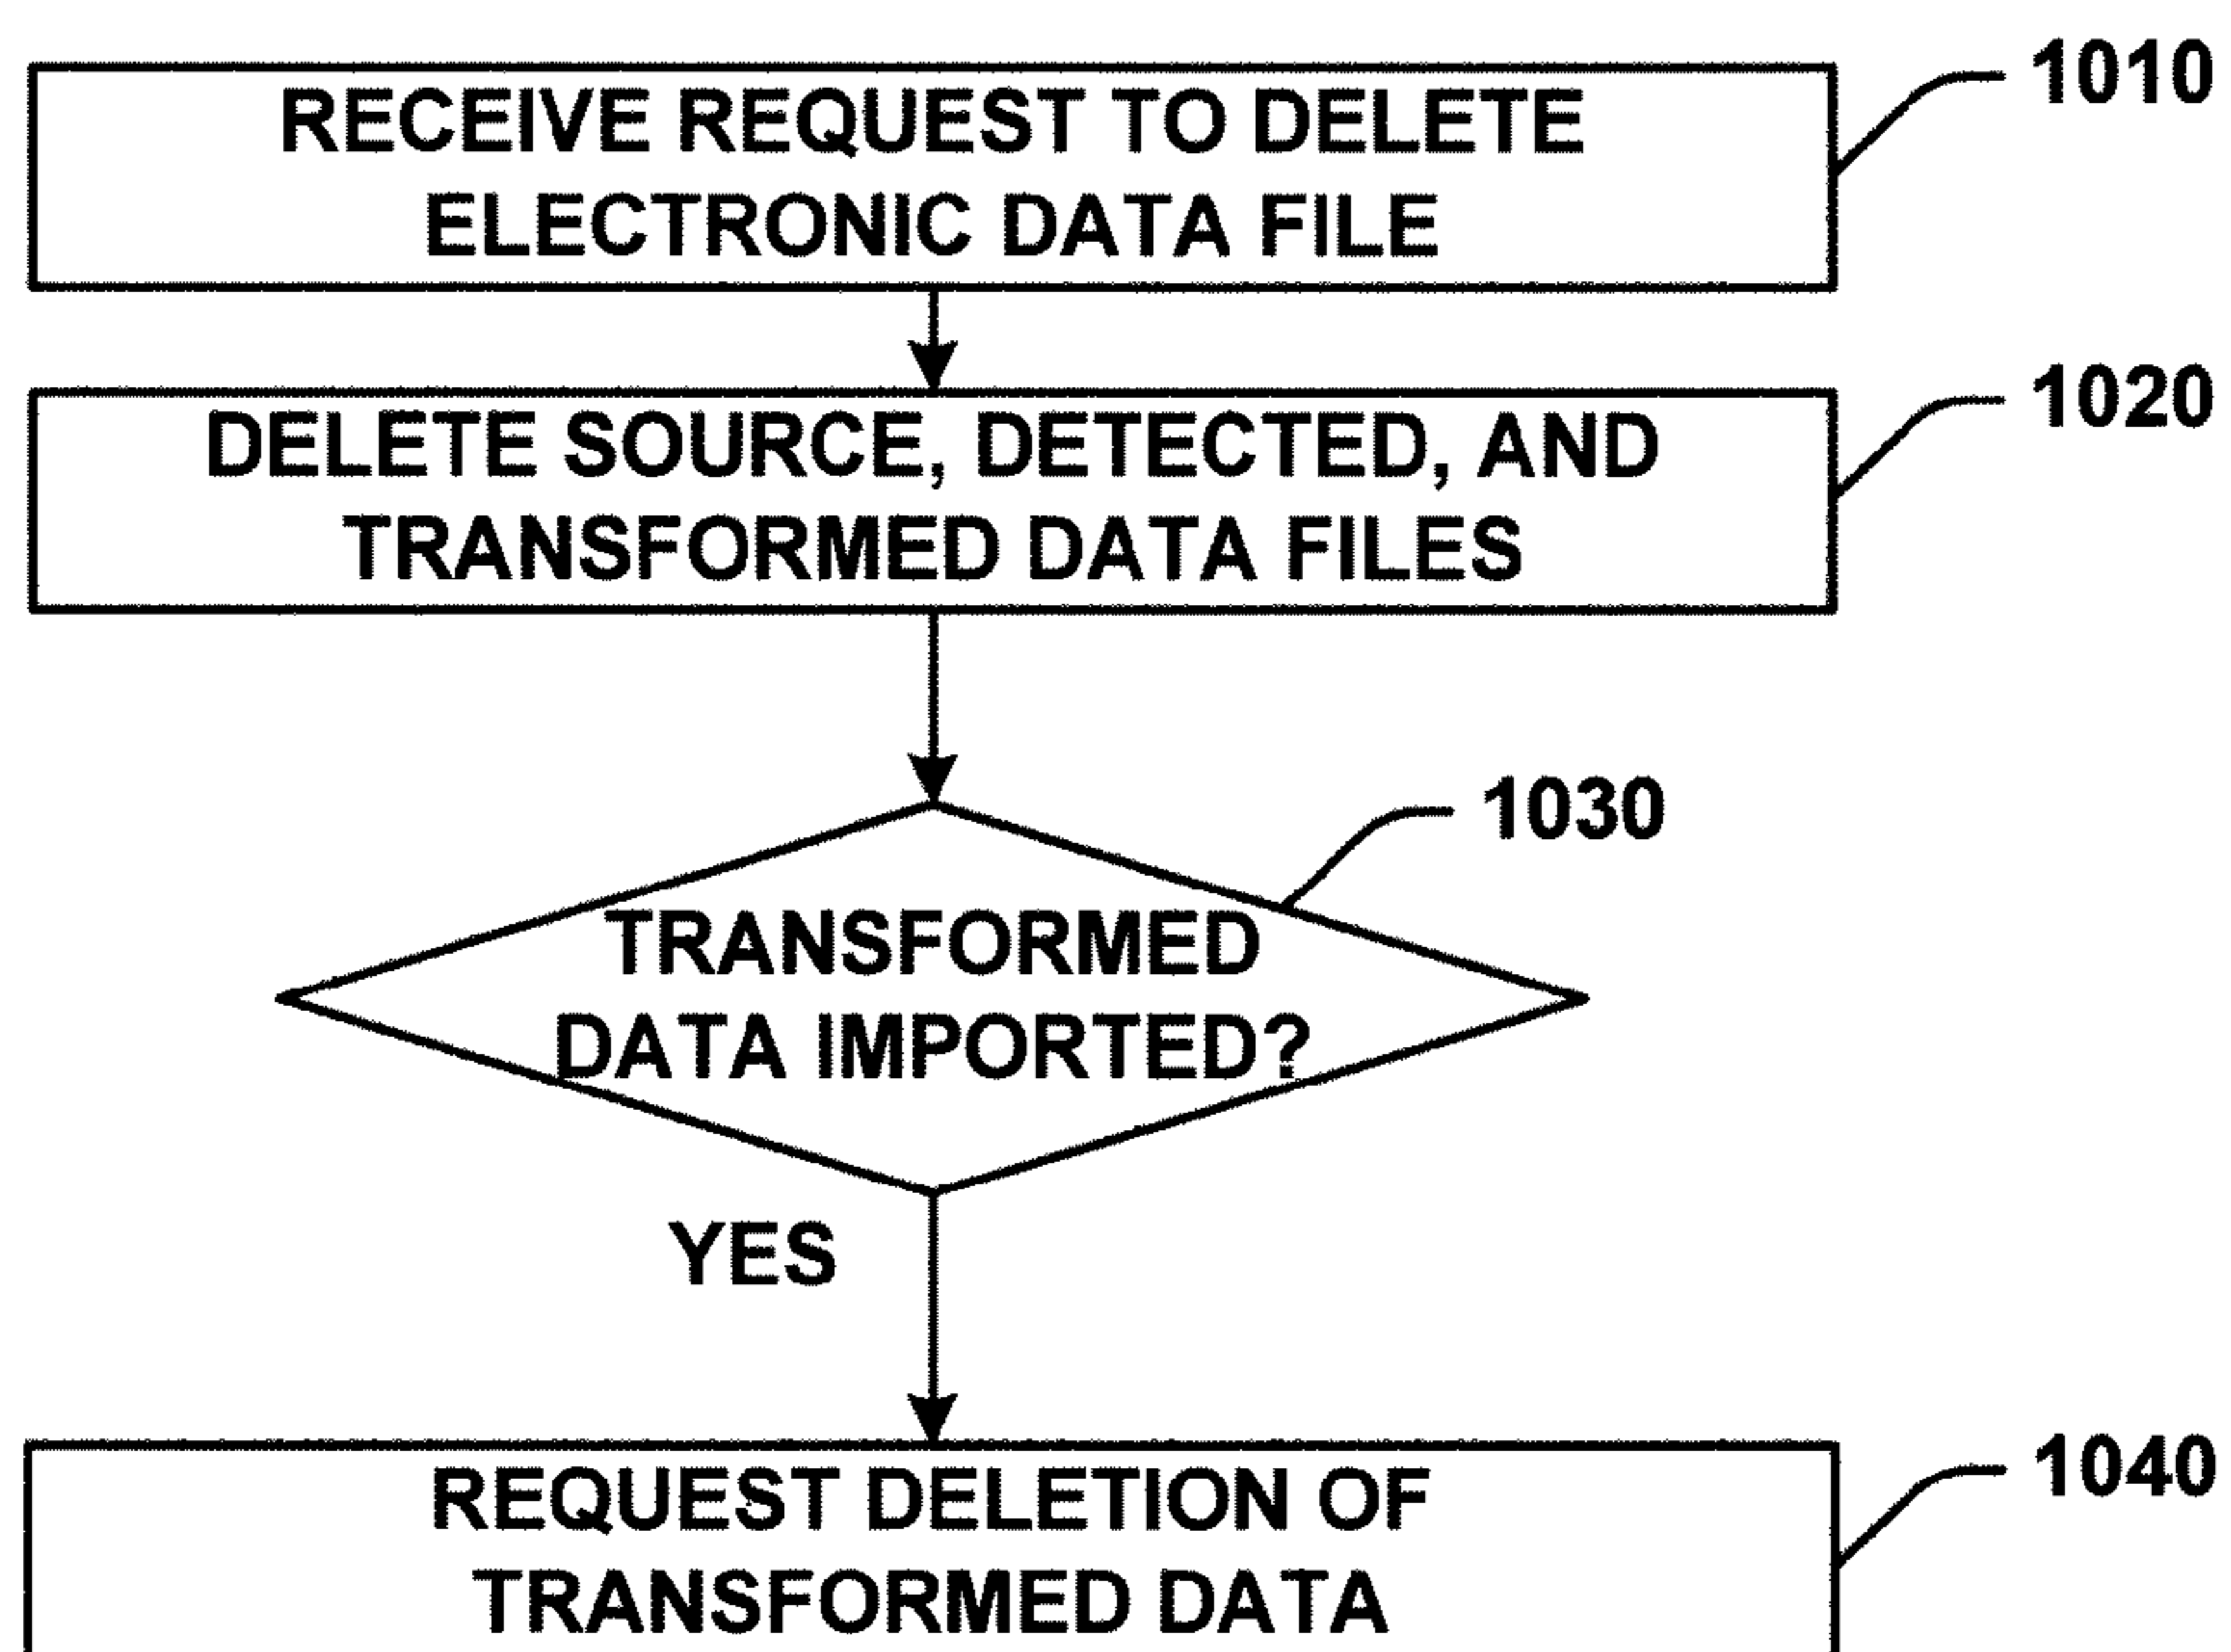 1010
RECEIVE REQUEST TO DELETE
ELECTRONIC DATA FILE
1020
DELETE SOURCE, DETECTED, AND
TRANSFORMED DATA FILES
1030
TRANSFORMED
DATA IMPORTED?
YES
1040
REQUEST DELETION OF
TRANSFORMED DATA